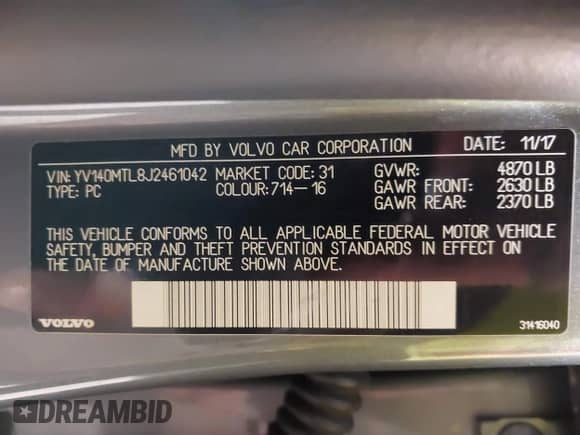 MFD BY VOLVO CAR CORPORATION DATE: 11/17
VIN: YV140MTL8J2461042 MARKET CODE: 31 GVWR: 4870 LB
TYPE: PC COLOUR: 714-16 GAWR FRONT: 2630 LB
GAWR REAR: 2370 LB
THIS VEHICLE CONFORMS TO ALL APPLICABLE FEDERAL MOTOR VEHICLE
SAFETY, BUMPER AND THEFT PREVENTION STANDARDS IN EFFECT ON
THE DATE OF MANUFACTURE SHOWN ABOVE.
VOLVO 31416040
DREAMBID